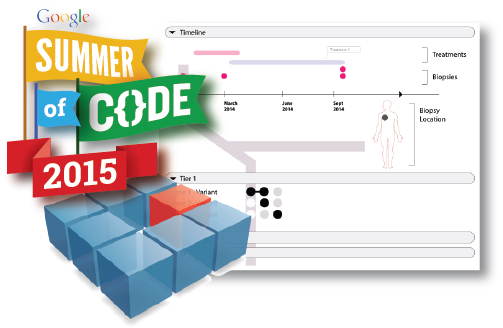 Google
SUMMER
of CODE
2015
Timeline
Treatments
Biopsies
March
2014
June
2014
Sept
2014
Biopsy
Location
Tier 1
- Variant